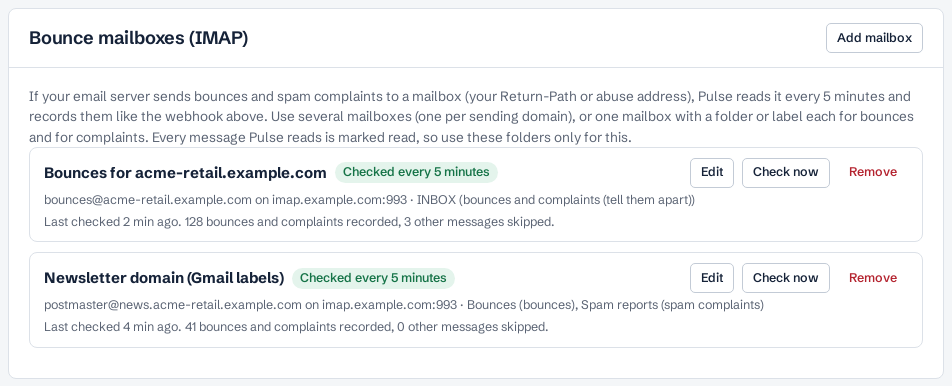 Bounce mailboxes (IMAP)
Add mailbox
If your email server sends bounces and spam complaints to a mailbox (your Return-Path or abuse address), Pulse reads it every 5 minutes and
records them like the webhook above. Use several mailboxes (one per sending domain), or one mailbox with a folder or label each for bounces
and for complaints. Every message Pulse reads is marked read, so use these folders only for this.
Bounces for acme-retail.example.com Checked every 5 minutes Edit Check now Remove
bounces@acme-retail.example.com on imap.example.com:993 · INBOX (bounces and complaints (tell them apart))
Last checked 2 min ago. 128 bounces and complaints recorded, 3 other messages skipped.
Newsletter domain (Gmail labels) Checked every 5 minutes Edit Check now Remove
postmaster@news.acme-retail.example.com on imap.example.com:993 · Bounces (bounces), Spam reports (spam complaints)
Last checked 4 min ago. 41 bounces and complaints recorded, 0 other messages skipped.